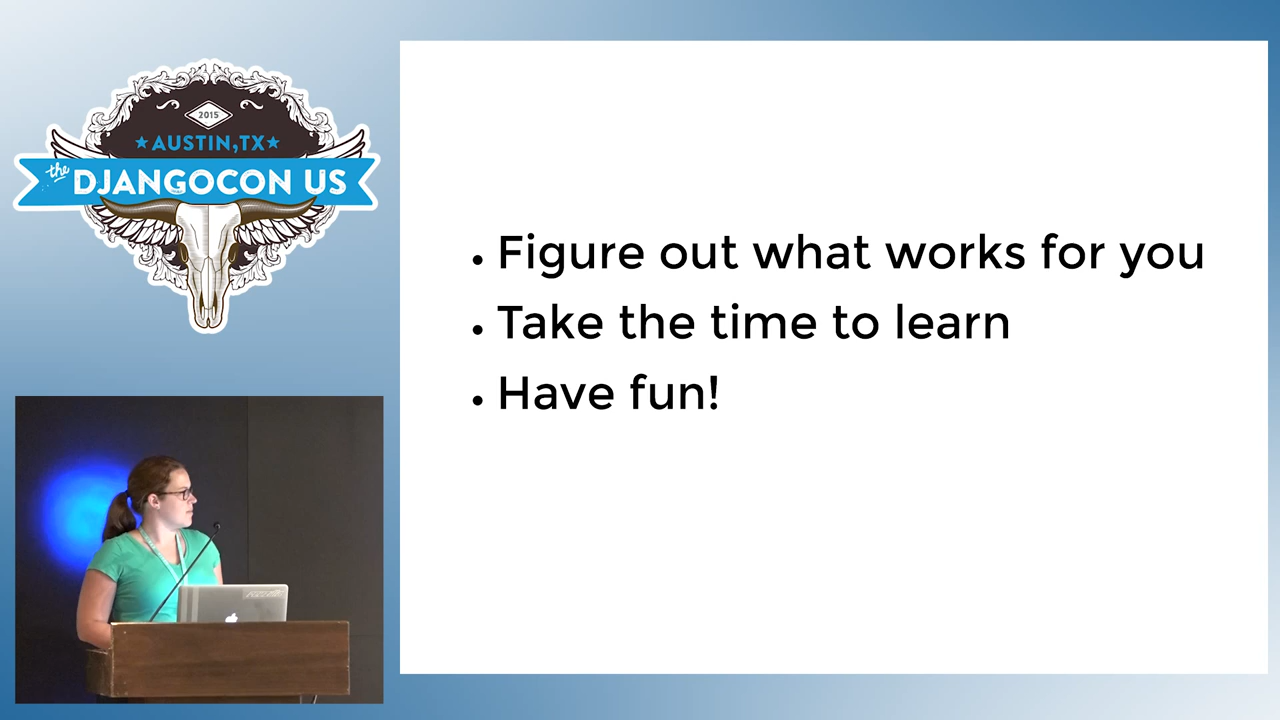 2015
AUSTIN,TX
the
DJANGOCON US
• Figure out what works for you
• Take the time to learn
• Have fun!